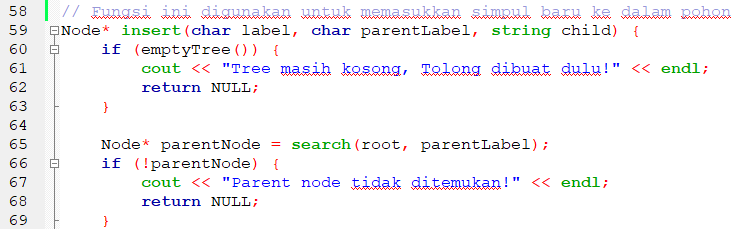 58 // Fungsi ini digunakan untuk memasukkan simpul baru ke dalam pohon
59 Node* insert(char label, char parentLabel, string child) {
60 if (emptyTree()) {
61 cout << "Tree masih kosong, Tolong dibuat dulu!" << endl;
62 return NULL;
63 }
64
65 Node* parentNode = search(root, parentLabel);
66 if (!parentNode) {
67 cout << "Parent node tidak ditemukan!" << endl;
68 return NULL;
69 }